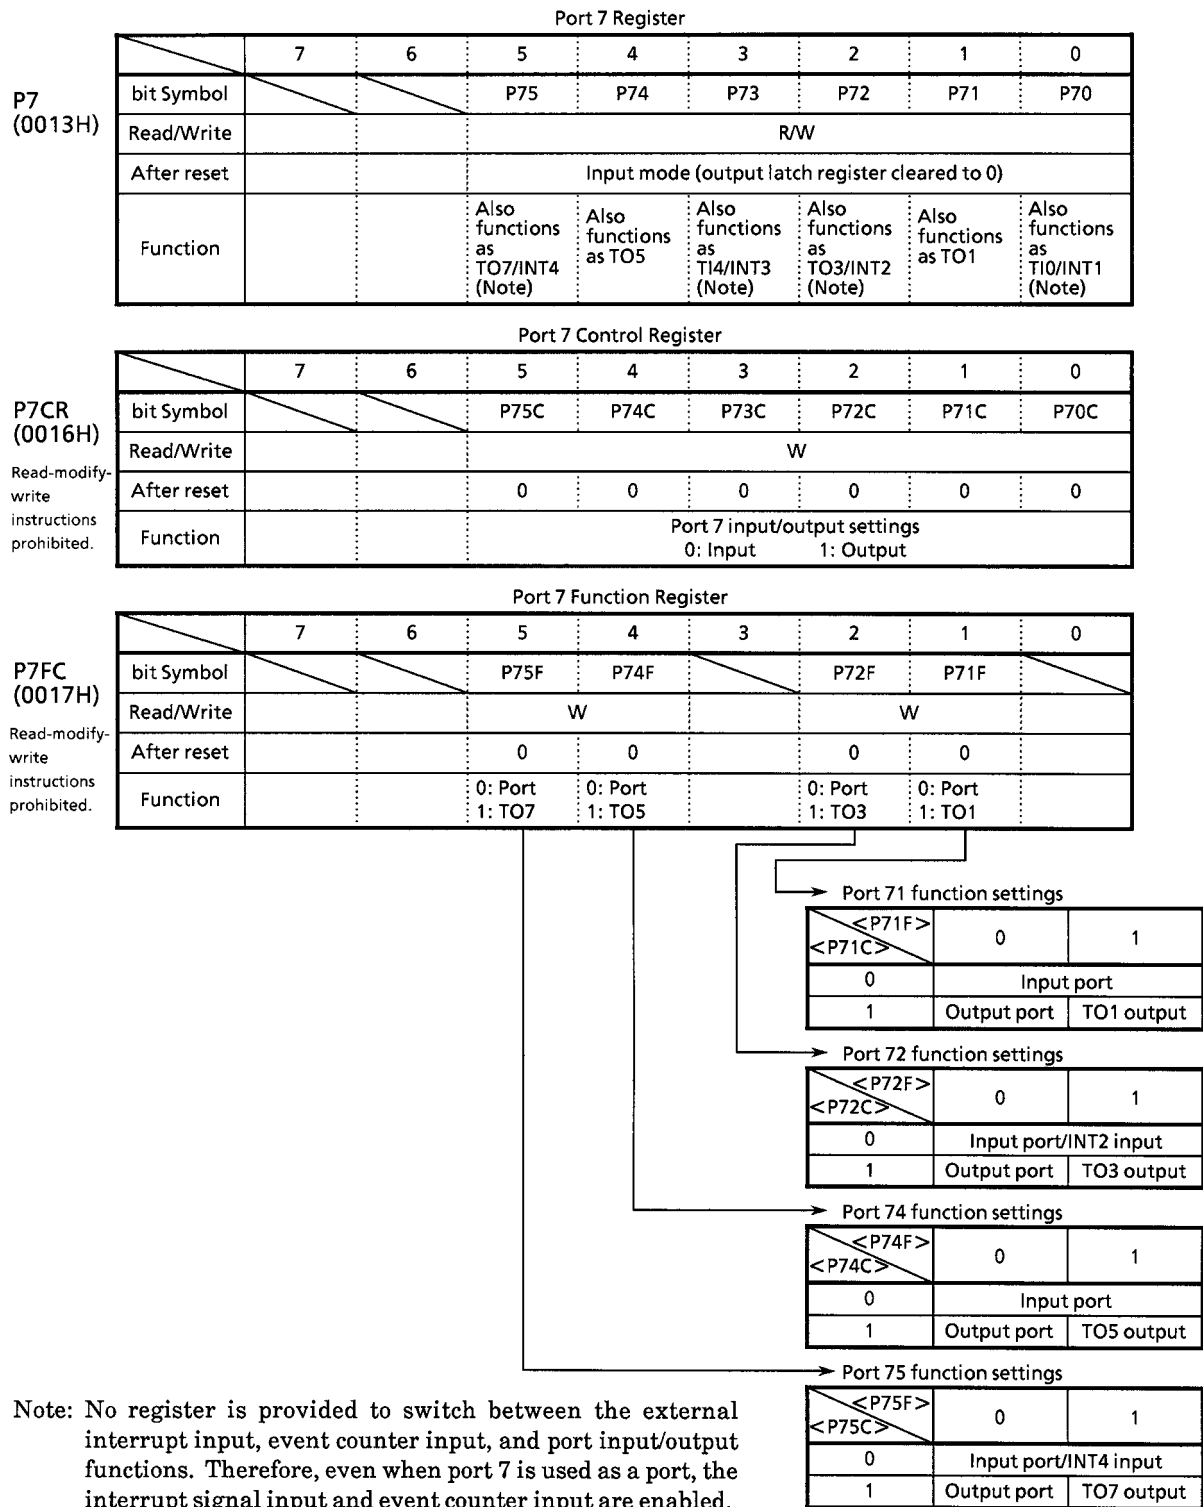 Port 7 Register
7 6 5 4 3 2 1 0
P7
(0013H)
bit Symbol P75 P74 P73 P72 P71 P70
Read/Write R/W
After reset Input mode (output latch register cleared to 0)
Function
Also functions as TO7/INT4 (Note)
Also functions as TO5
Also functions as TI4/INT3 (Note)
Also functions as TO3/INT2 (Note)
Also functions as TO1
Also functions as TI0/INT1 (Note)
Port 7 Control Register
7 6 5 4 3 2 1 0
P7CR
(0016H)
Read-modify-
write
instructions
prohibited.
bit Symbol P75C P74C P73C P72C P71C P70C
Read/Write W
After reset 0 0 0 0 0 0
Function Port 7 input/output settings
0: Input 1: Output
Port 7 Function Register
7 6 5 4 3 2 1 0
P7FC
(0017H)
Read-modify-
write
instructions
prohibited.
bit Symbol P75F P74F P72F P71F
Read/Write W W
After reset 0 0 0 0
Function
0: Port 0: Port 0: Port 0: Port
1: TO7 1: TO5 1: TO3 1: TO1
Port 71 function settings
<P71F>
<P71C> 0 1
0 Input port
1 Output port TO1 output
Port 72 function settings
<P72F>
<P72C> 0 1
0 Input port/INT2 input
1 Output port TO3 output
Port 74 function settings
<P74F>
<P74C> 0 1
0 Input port
1 Output port TO5 output
Port 75 function settings
<P75F>
<P75C> 0 1
0 Input port/INT4 input
1 Output port TO7 output
Note: No register is provided to switch between the external
interrupt input, event counter input, and port input/output
functions. Therefore, even when port 7 is used as a port, the
interrupt signal input and event counter input are enabled.